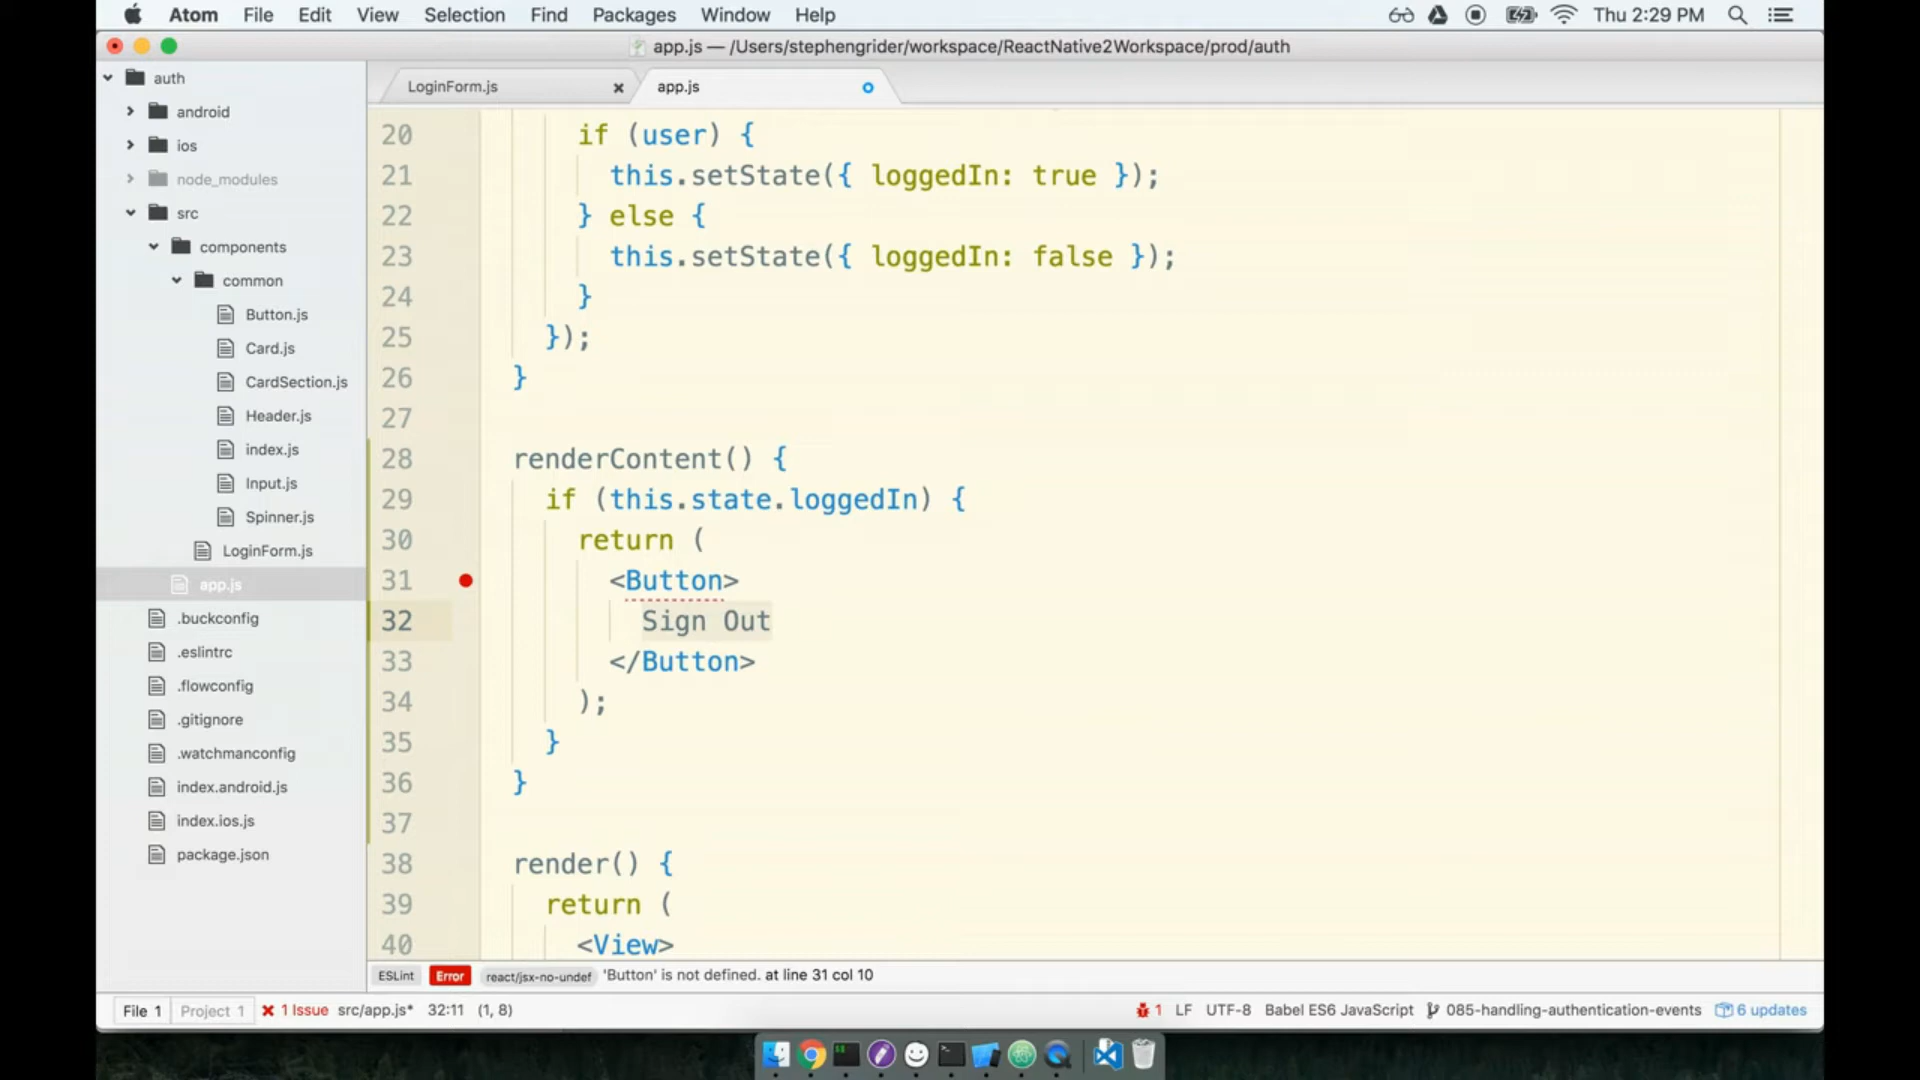 Atom File Edit View Selection Find Packages Window Help Thu 2:29 PM
app.js — /Users/stephengrider/workspace/ReactNative2Workspace/prod/auth
auth
android
ios
node_modules
src
components
common
Button.js
Card.js
CardSection.js
Header.js
index.js
Input.js
Spinner.js
LoginForm.js
app.js
.buckconfig
.eslintrc
.flowconfig
.gitignore
.watchmanconfig
index.android.js
index.ios.js
package.json
LoginForm.js app.js
20 if (user) {
21 this.setState({ loggedIn: true });
22 } else {
23 this.setState({ loggedIn: false });
24 }
25 });
26 }
27
28 renderContent() {
29 if (this.state.loggedIn) {
30 return (
31 <Button>
32 Sign Out
33 </Button>
34 );
35 }
36 }
37
38 render() {
39 return (
40 <View>
ESLint Error react/jsx-no-undef 'Button' is not defined. at line 31 col 10
File 1 Project 1 1 Issue src/app.js* 32:11 (1, 8) 1 LF UTF-8 Babel ES6 JavaScript 085-handling-authentication-events 6 updates